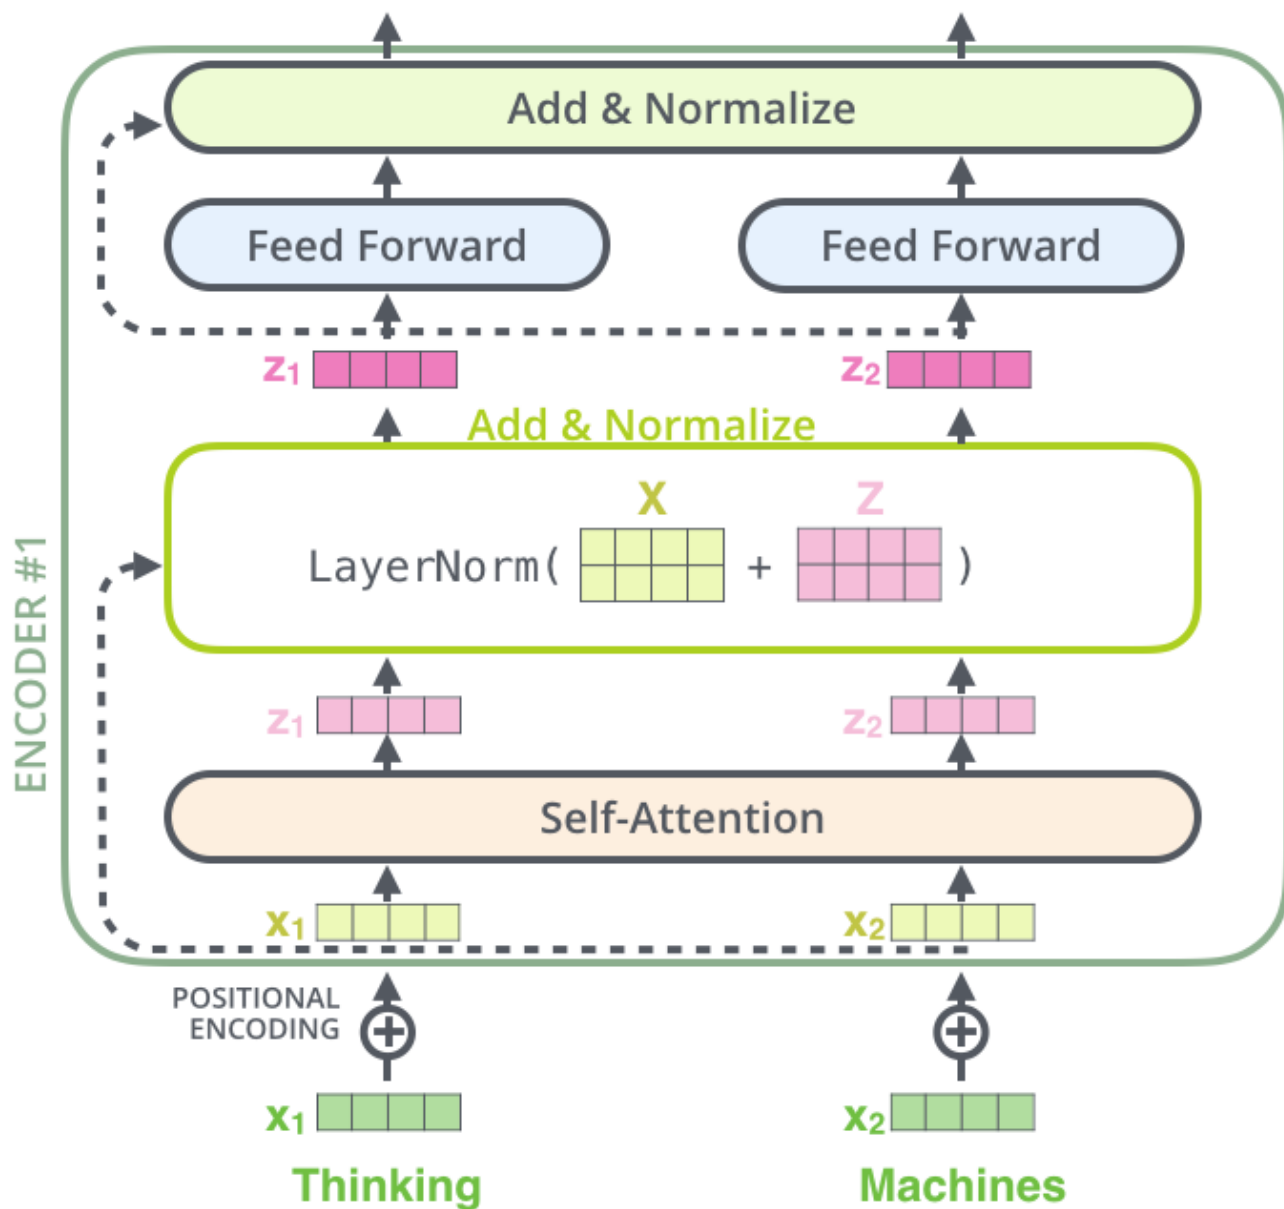 Add & Normalize
Feed Forward
Feed Forward
z1
z2
Add & Normalize
X
Z
LayerNorm( + )
ENCODER #1
z1
z2
Self-Attention
x1
x2
POSITIONAL
ENCODING
x1
x2
Thinking
Machines